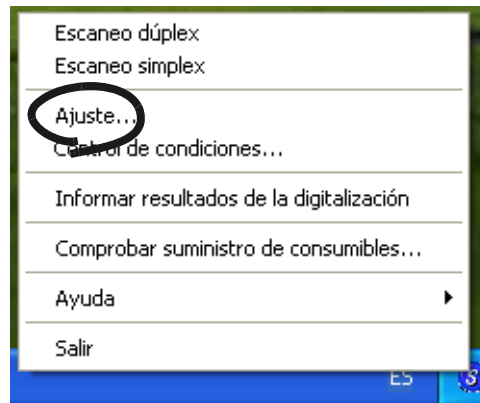 Escaneo dúplex
Escaneo simplex
Ajuste...
Control de condiciones...
Informar resultados de la digitalización
Comprobar suministro de consumibles...
Ayuda
Salir
ES
S